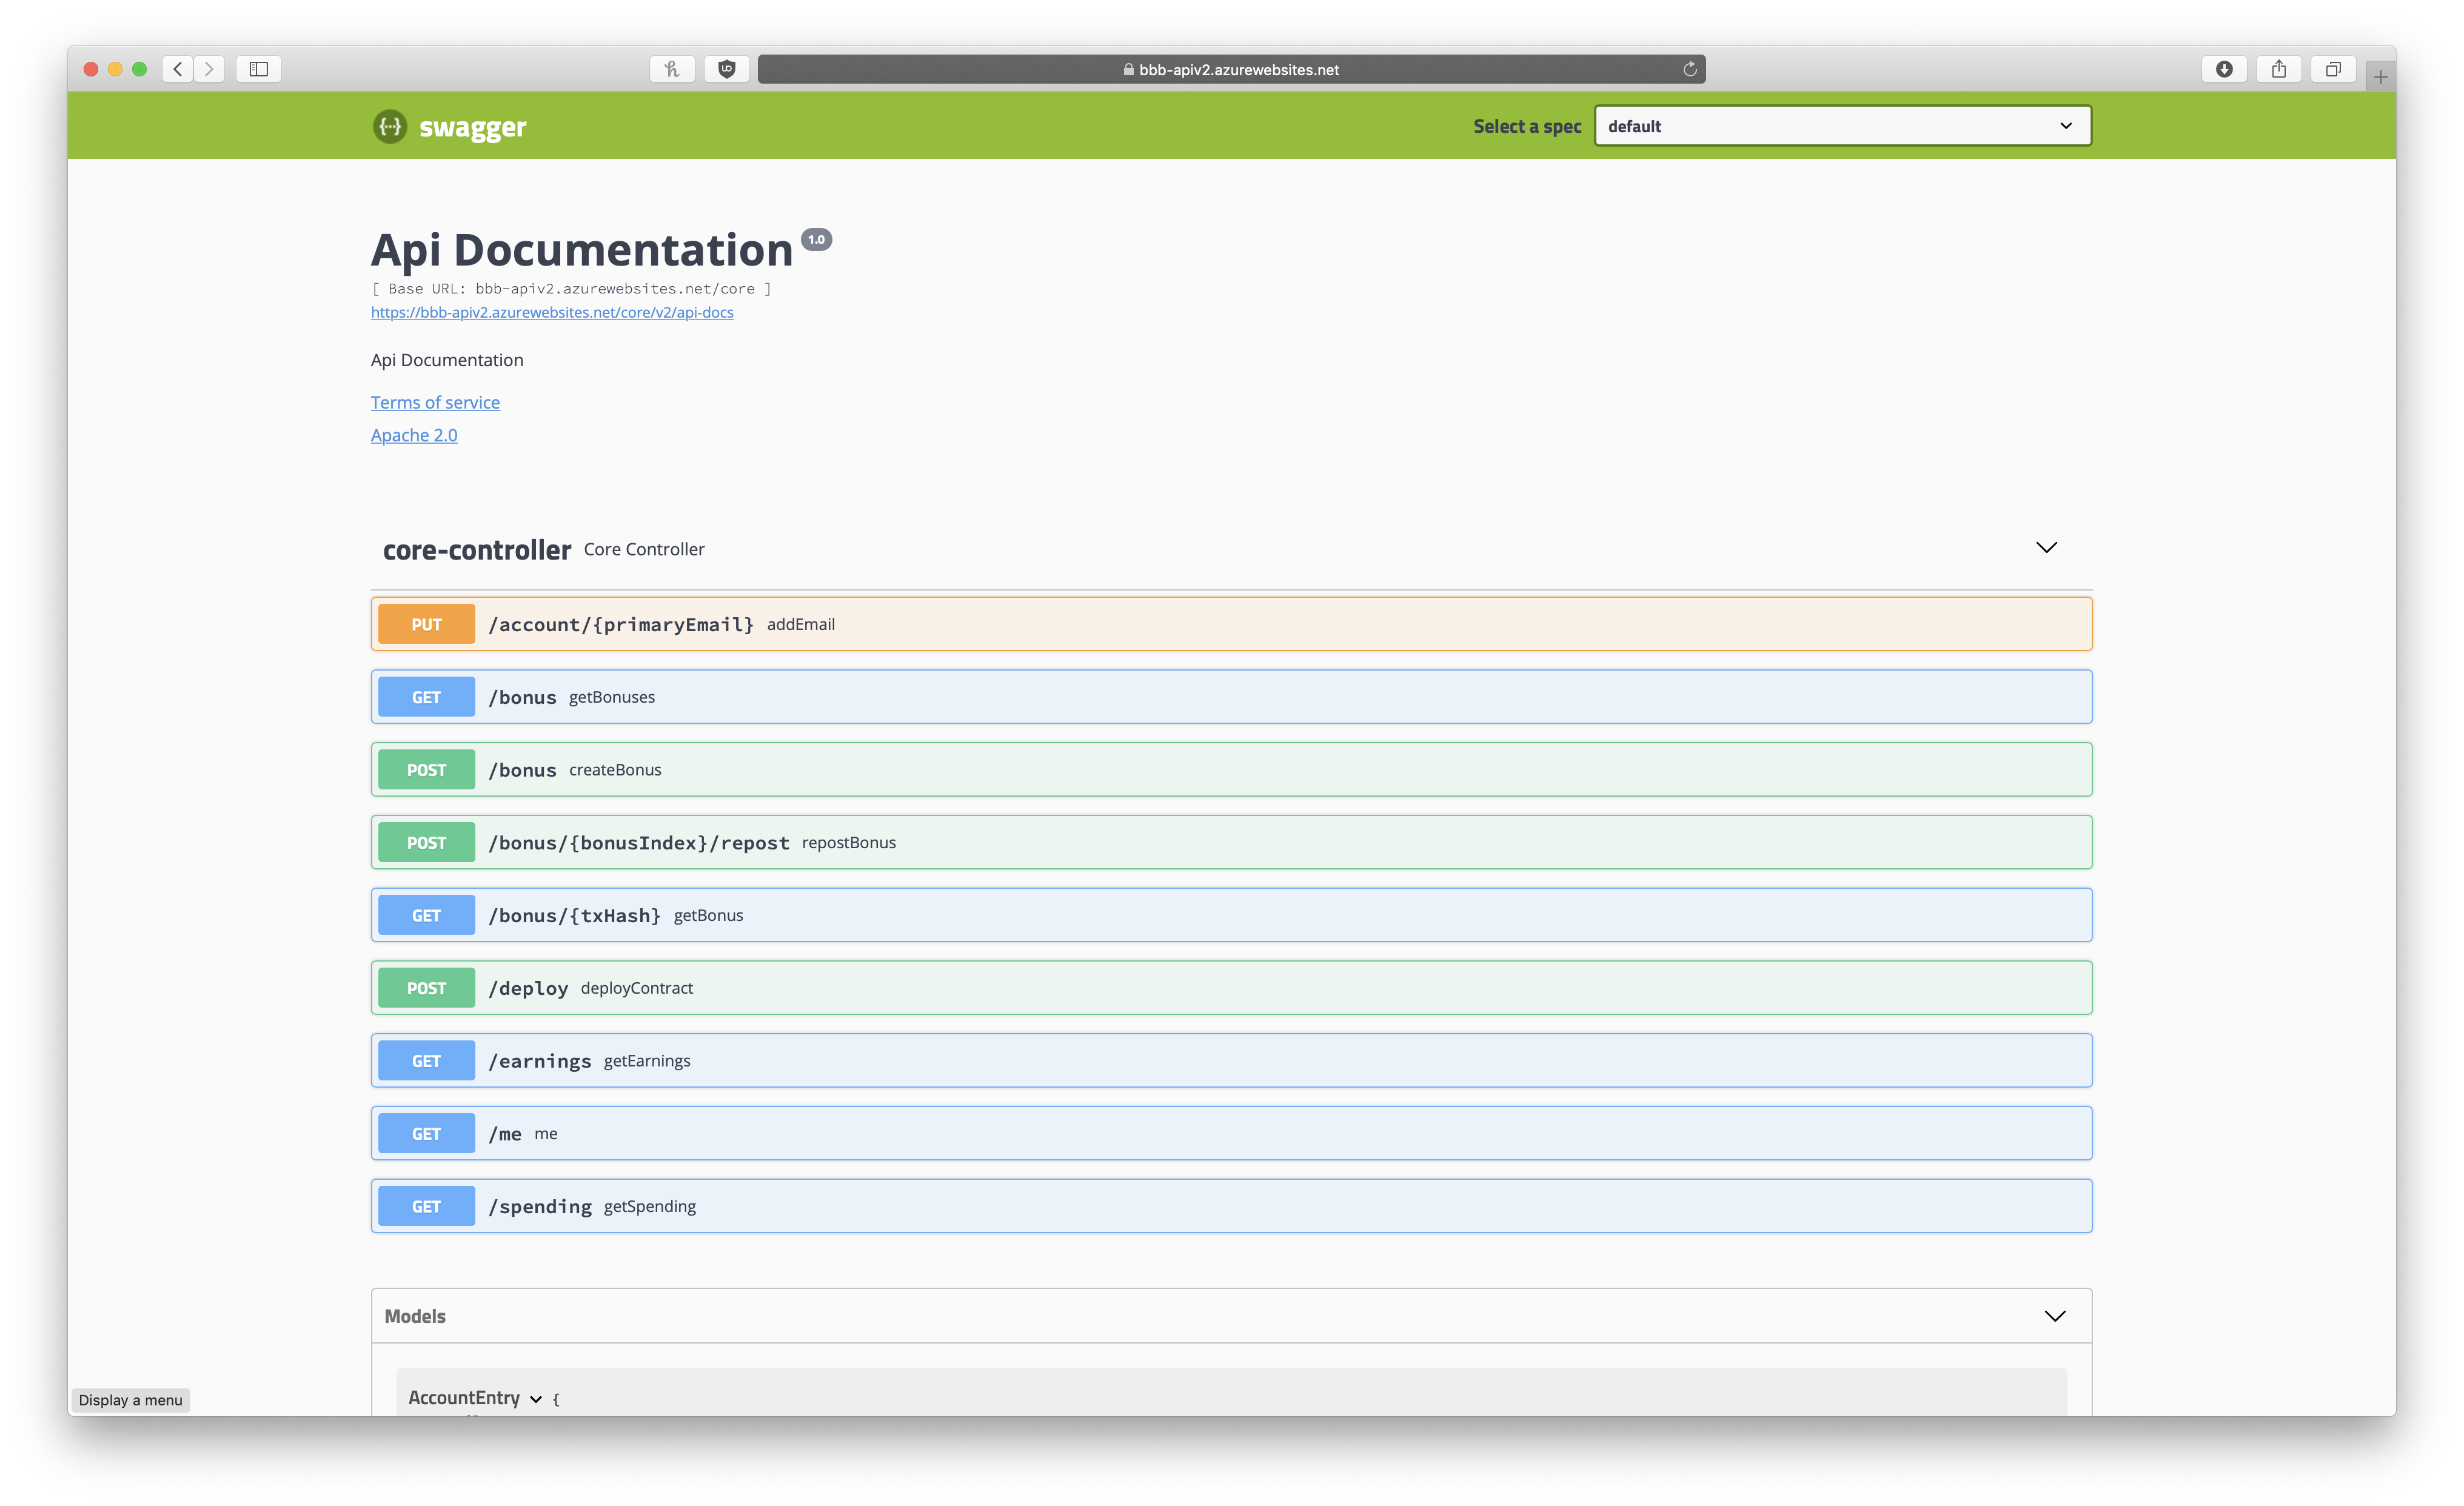 bbb-apiv2.azurewebsites.net
swagger
Select a spec
default
Api Documentation 1.0
[ Base URL: bbb-apiv2.azurewebsites.net/core ]
https://bbb-apiv2.azurewebsites.net/core/v2/api-docs
Api Documentation
Terms of service
Apache 2.0
core-controller Core Controller
PUT /account/{primaryEmail} addEmail
GET /bonus getBonuses
POST /bonus createBonus
POST /bonus/{bonusIndex}/repost repostBonus
GET /bonus/{txHash} getBonus
POST /deploy deployContract
GET /earnings getEarnings
GET /me me
GET /spending getSpending
Models
AccountEntry {
Display a menu